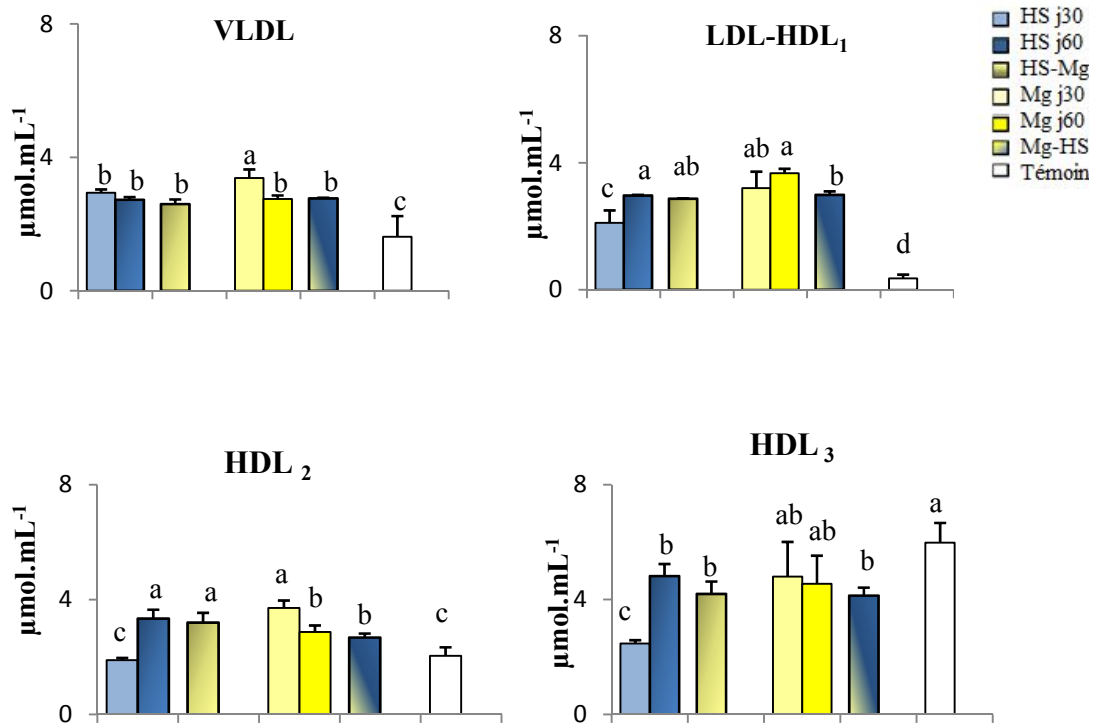 VLDL
8
4
0
µmol.mL-1
b b b
a
b b
c
LDL-HDL1
8
4
0
µmol.mL-1
c
a
ab
ab
a
b
d
HS j30
HS j60
HS-Mg
Mg j30
Mg j60
Mg-HS
Témoin
HDL 2
8
4
0
µmol.mL-1
c
a a
a
b
b
c
HDL 3
8
4
0
µmol.mL-1
c
b
b
ab ab
b
a